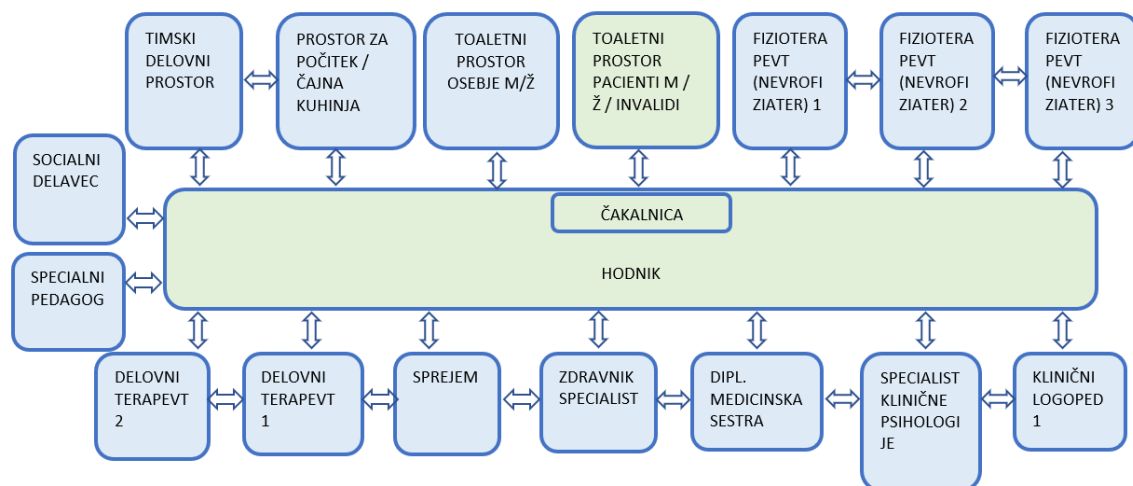 TIMSKI
DELOVNI
PROSTOR
PROSTOR ZA
POČITEK /
ČAJNA
KUHINJA
TOALETNI
PROSTOR
OSEBJE M/Ž
TOALETNI
PROSTOR
PACIENTI M /
Ž / INVALIDI
FIZIOTERA
PEVT
(NEVROFI
ZIATER) 1
FIZIOTERA
PEVT
(NEVROFI
ZIATER) 2
FIZIOTERA
PEVT
(NEVROFI
ZIATER) 3
SOCIALNI
DELAVEC
SPECIALNI
PEDAGOG
ČAKALNICA
HODNIK
DELOVNI
TERAPEVT
2
DELOVNI
TERAPEVT
1
SPREJEM
ZDRAVNIK
SPECIALIST
DIPL.
MEDICINSKA
SESTRA
SPECIALIST
KLINIČNE
PSIHOLOGI
JE
KLINIČNI
LOGOPED
1